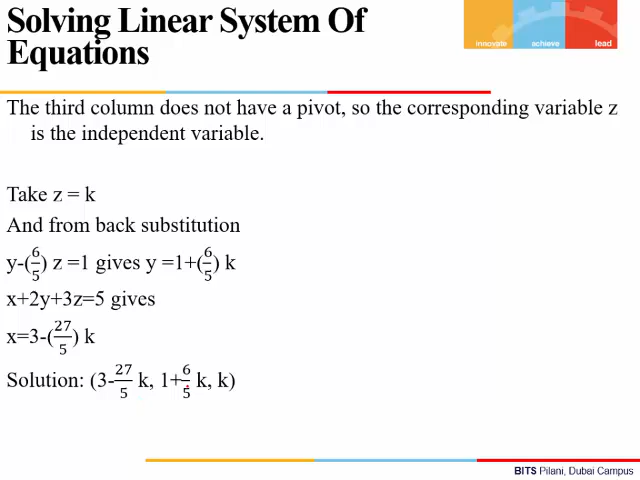 Solving Linear System Of
Equations
innovate achieve lead
The third column does not have a pivot, so the corresponding variable z
is the independent variable.
Take z = k
And from back substitution
y-(6/5) z =1 gives y =1+(6/5) k
x+2y+3z=5 gives
x=3-(27/5) k
Solution: (3-27/5 k, 1+6/5 k, k)
BITS Pilani, Dubai Campus